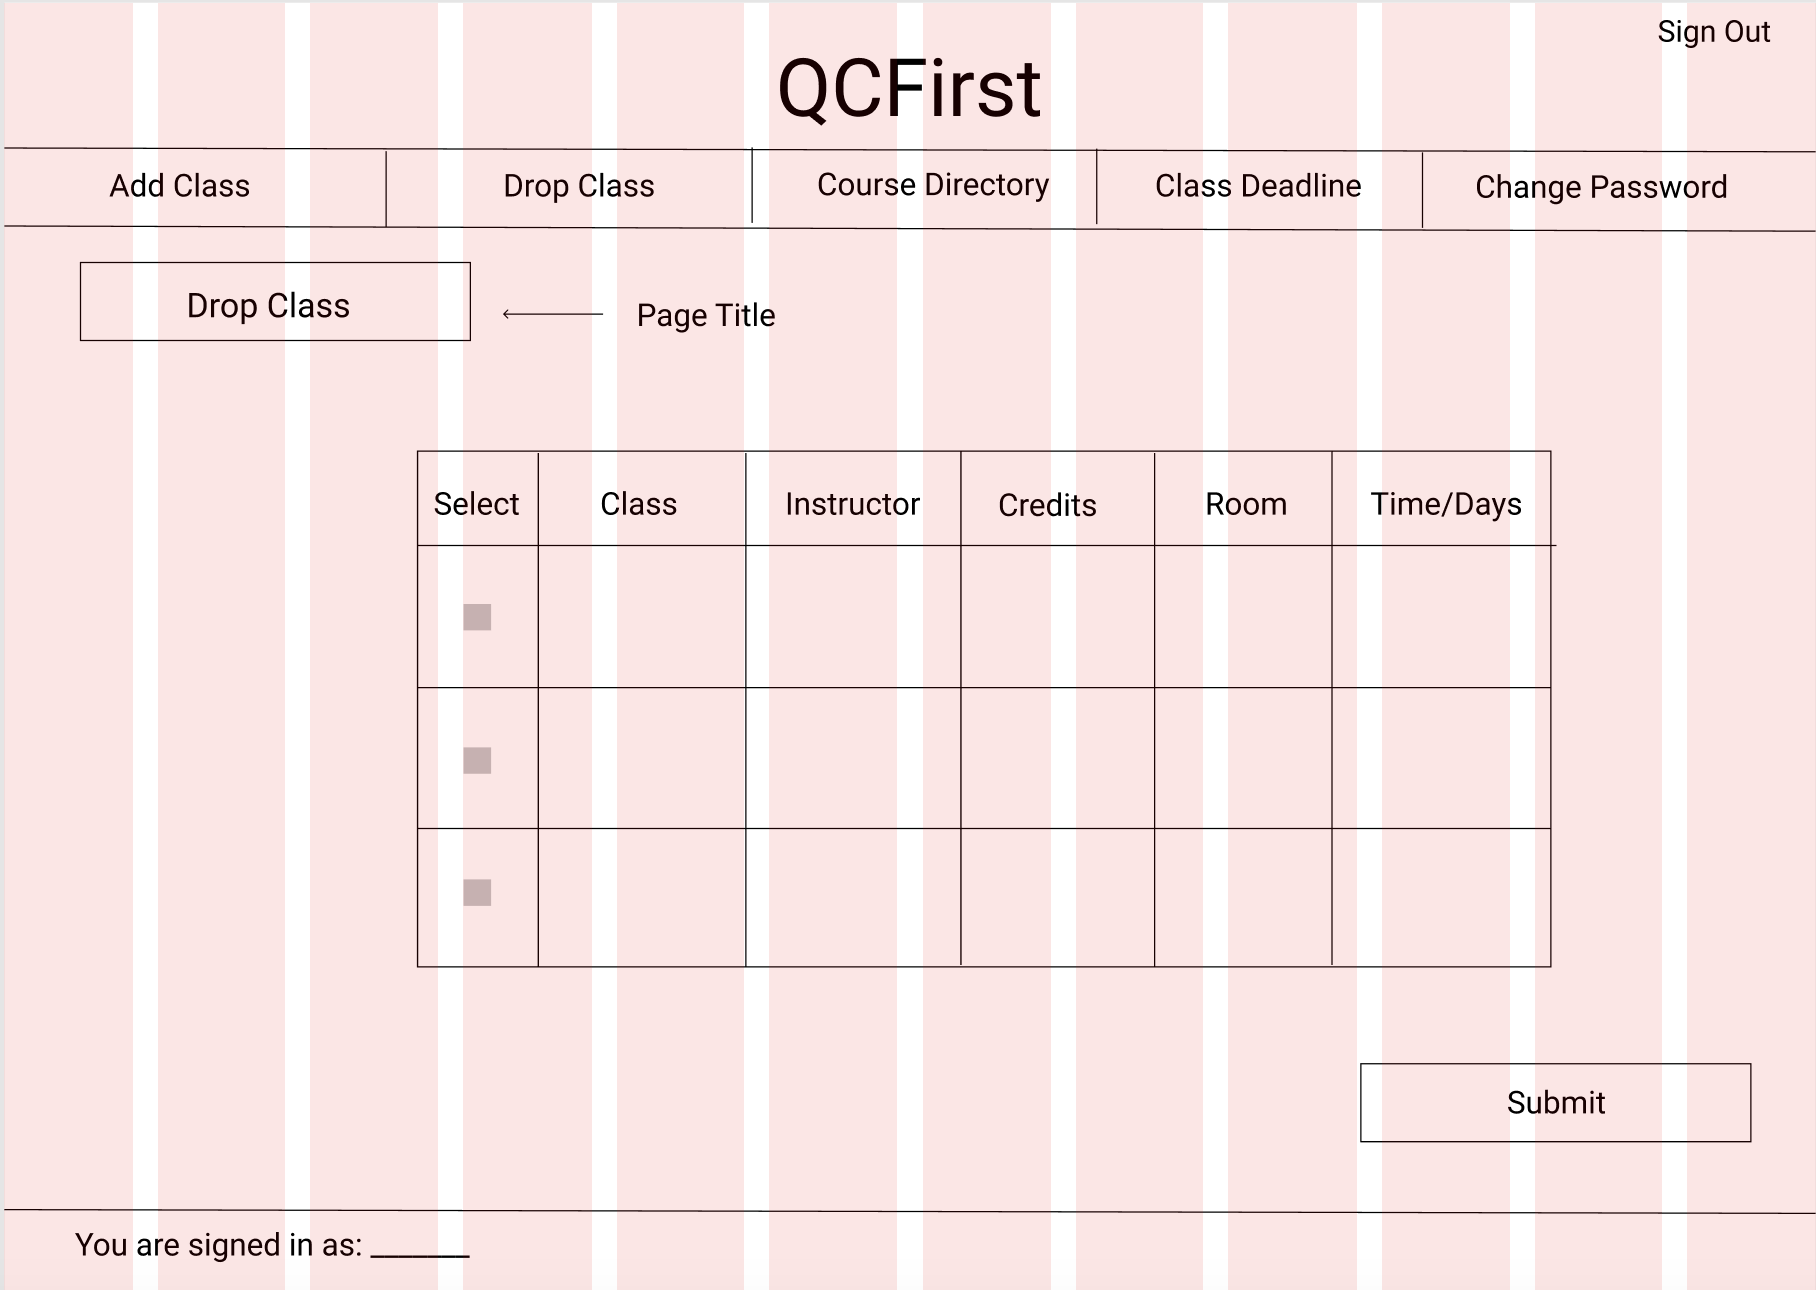 Sign Out
QCFirst
Add Class
Drop Class
Course Directory
Class Deadline
Change Password
Drop Class
Page Title
Select
Class
Instructor
Credits
Room
Time/Days
Submit
You are signed in as: _______